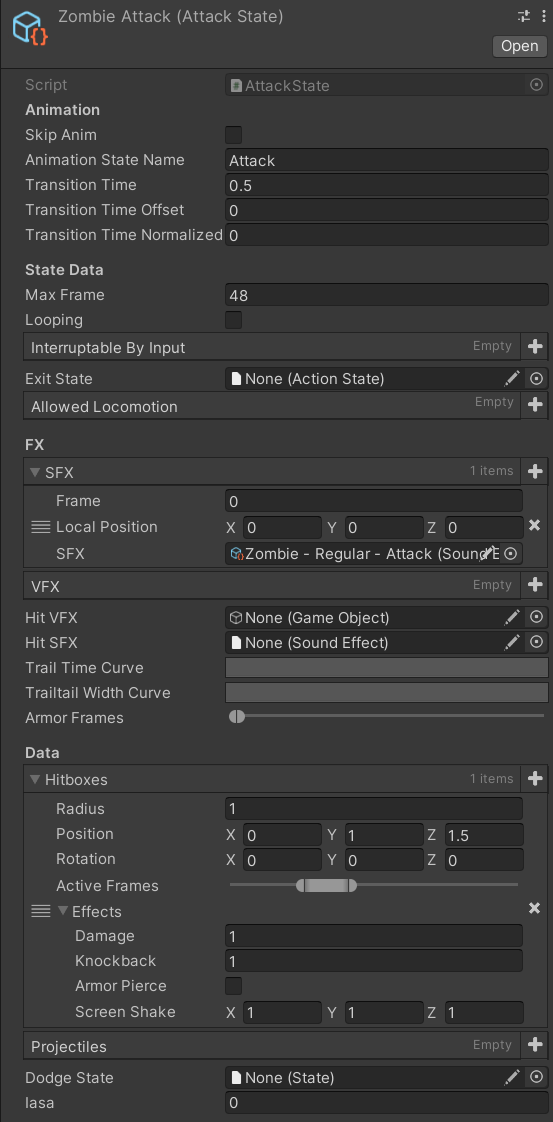 Zombie Attack (Attack State)
Open
Script AttackState
Animation
Skip Anim
Animation State Name Attack
Transition Time 0.5
Transition Time Offset 0
Transition Time Normalized 0
State Data
Max Frame 48
Looping
Interruptable By Input Empty
Exit State None (Action State)
Allowed Locomotion Empty
FX
SFX 1 items
Frame 0
Local Position X 0 Y 0 Z 0
SFX Zombie - Regular - Attack (Sound E
VFX Empty
Hit VFX None (Game Object)
Hit SFX None (Sound Effect)
Trail Time Curve
Trailtail Width Curve
Armor Frames
Data
Hitboxes 1 items
Radius 1
Position X 0 Y 1 Z 1.5
Rotation X 0 Y 0 Z 0
Active Frames
Effects
Damage 1
Knockback 1
Armor Pierce
Screen Shake X 1 Y 1 Z 1
Projectiles Empty
Dodge State None (State)
Iasa 0